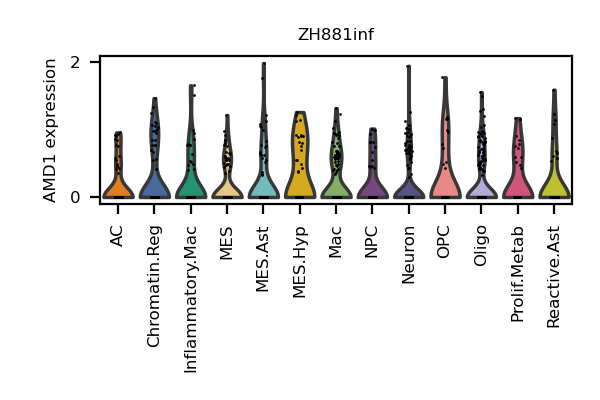 ZH881inf
AMD1 expression
2
0
AC
Chromatin.Reg
Inflammatory.Mac
MES
MES.Ast
MES.Hyp
Mac
NPC
Neuron
OPC
Oligo
Prolif.Metab
Reactive.Ast